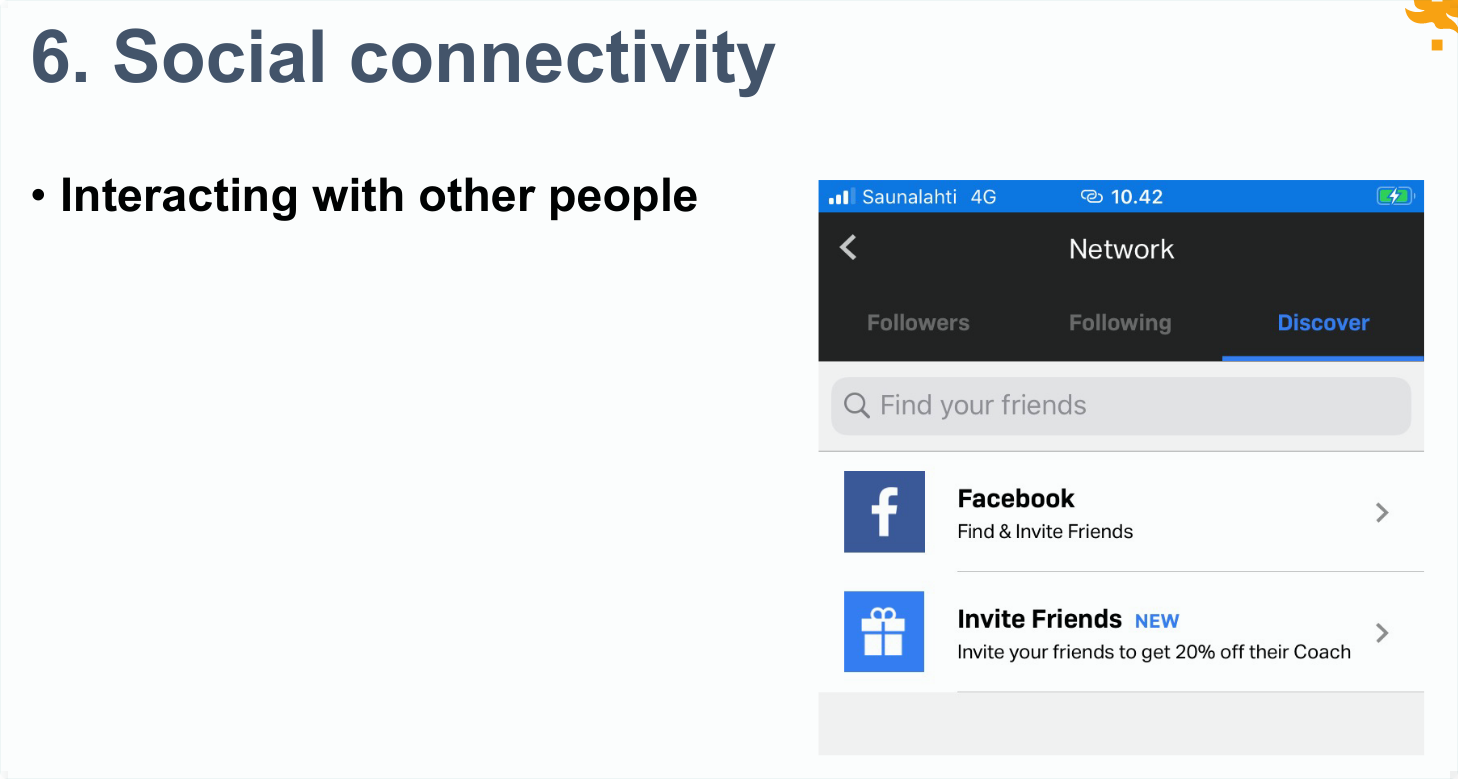 6. Social connectivity
• Interacting with other people
Saunalahti 4G 10.42
Network
Followers Following Discover
Find your friends
Facebook
Find & Invite Friends
Invite Friends NEW
Invite your friends to get 20% off their Coach